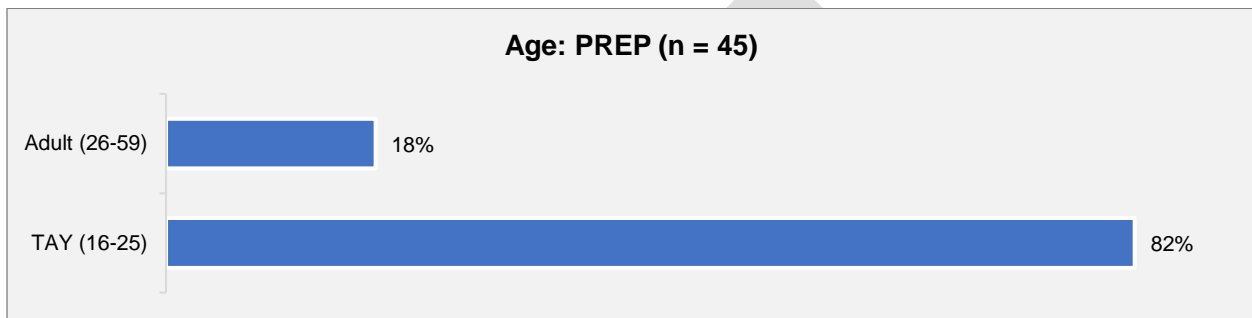 Age: PREP (n = 45)
Adult (26-59)
18%
TAY (16-25)
82%